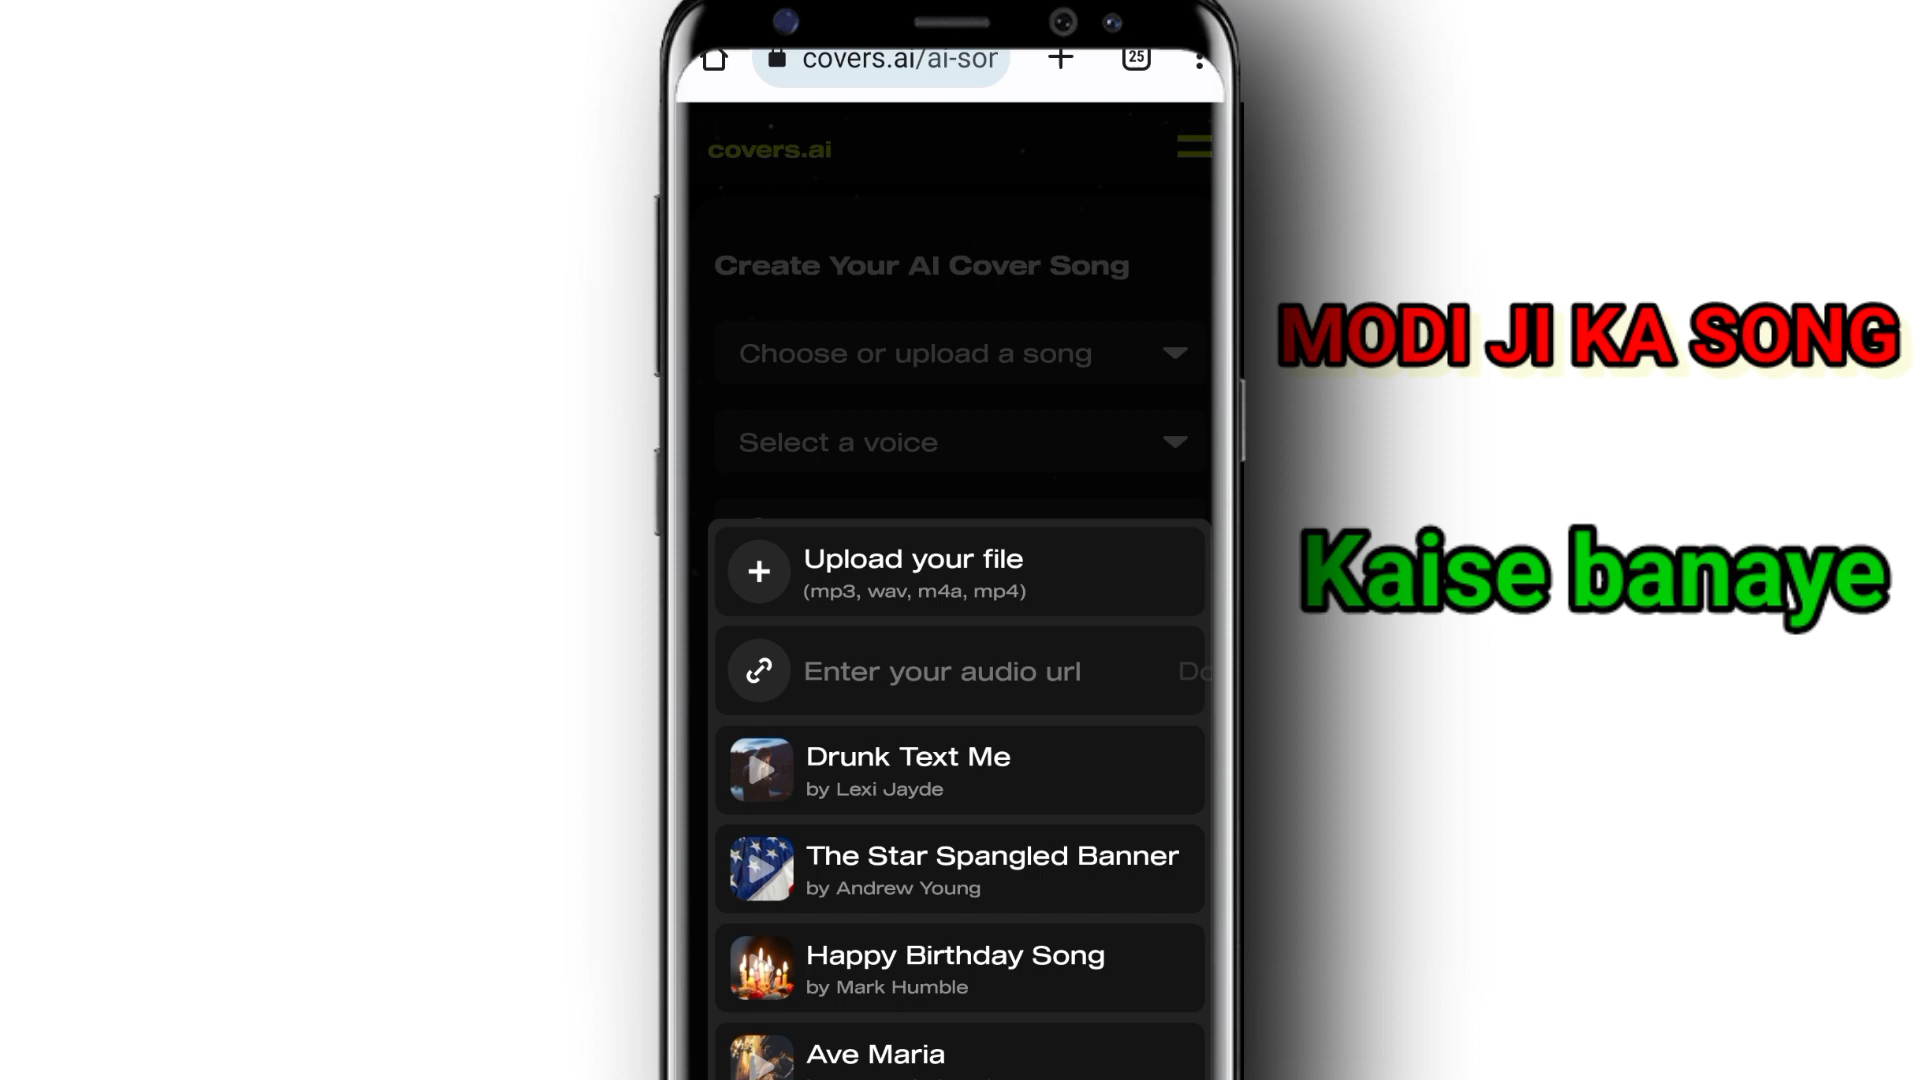 covers.ai/ai-sor
25
covers.ai
Create Your AI Cover Song
Choose or upload a song
Select a voice
Upload your file
(mp3, wav, m4a, mp4)
Enter your audio url
Do
Drunk Text Me
by Lexi Jayde
The Star Spangled Banner
by Andrew Young
Happy Birthday Song
by Mark Humble
Ave Maria
MODI JI KA SONG
Kaise banaye